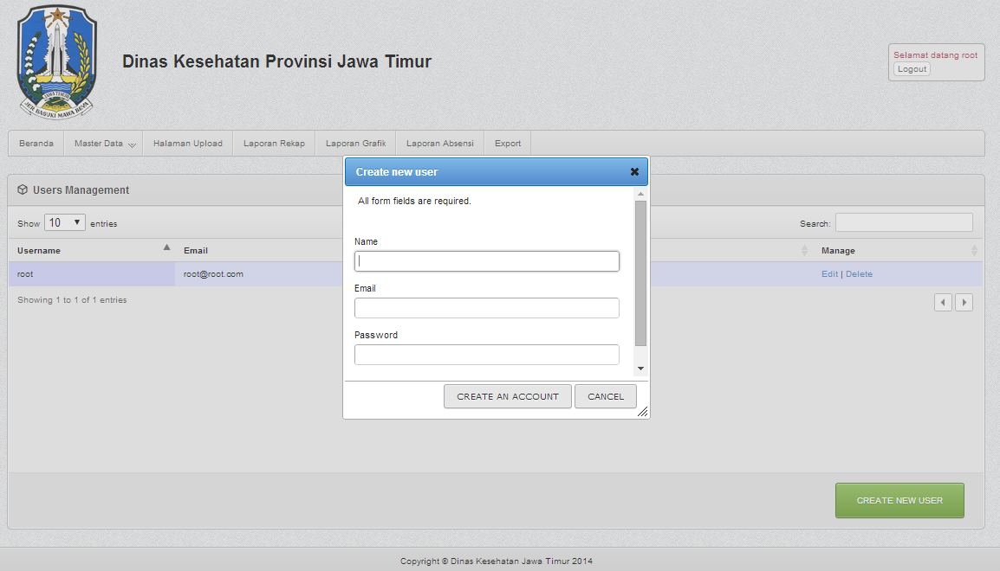 JAWA TIMUR
JER BASUKI MAWA BEYA
Dinas Kesehatan Provinsi Jawa Timur
Selamat datang root
Logout
Beranda
Master Data
Halaman Upload
Laporan Rekap
Laporan Grafik
Laporan Absensi
Export
Users Management
Show 10 entries
Search:
Username
Email
Manage
root
root@root.com
Edit | Delete
Showing 1 to 1 of 1 entries
Create new user
All form fields are required.
Name
Email
Password
CREATE AN ACCOUNT
CANCEL
CREATE NEW USER
Copyright © Dinas Kesehatan Jawa Timur 2014